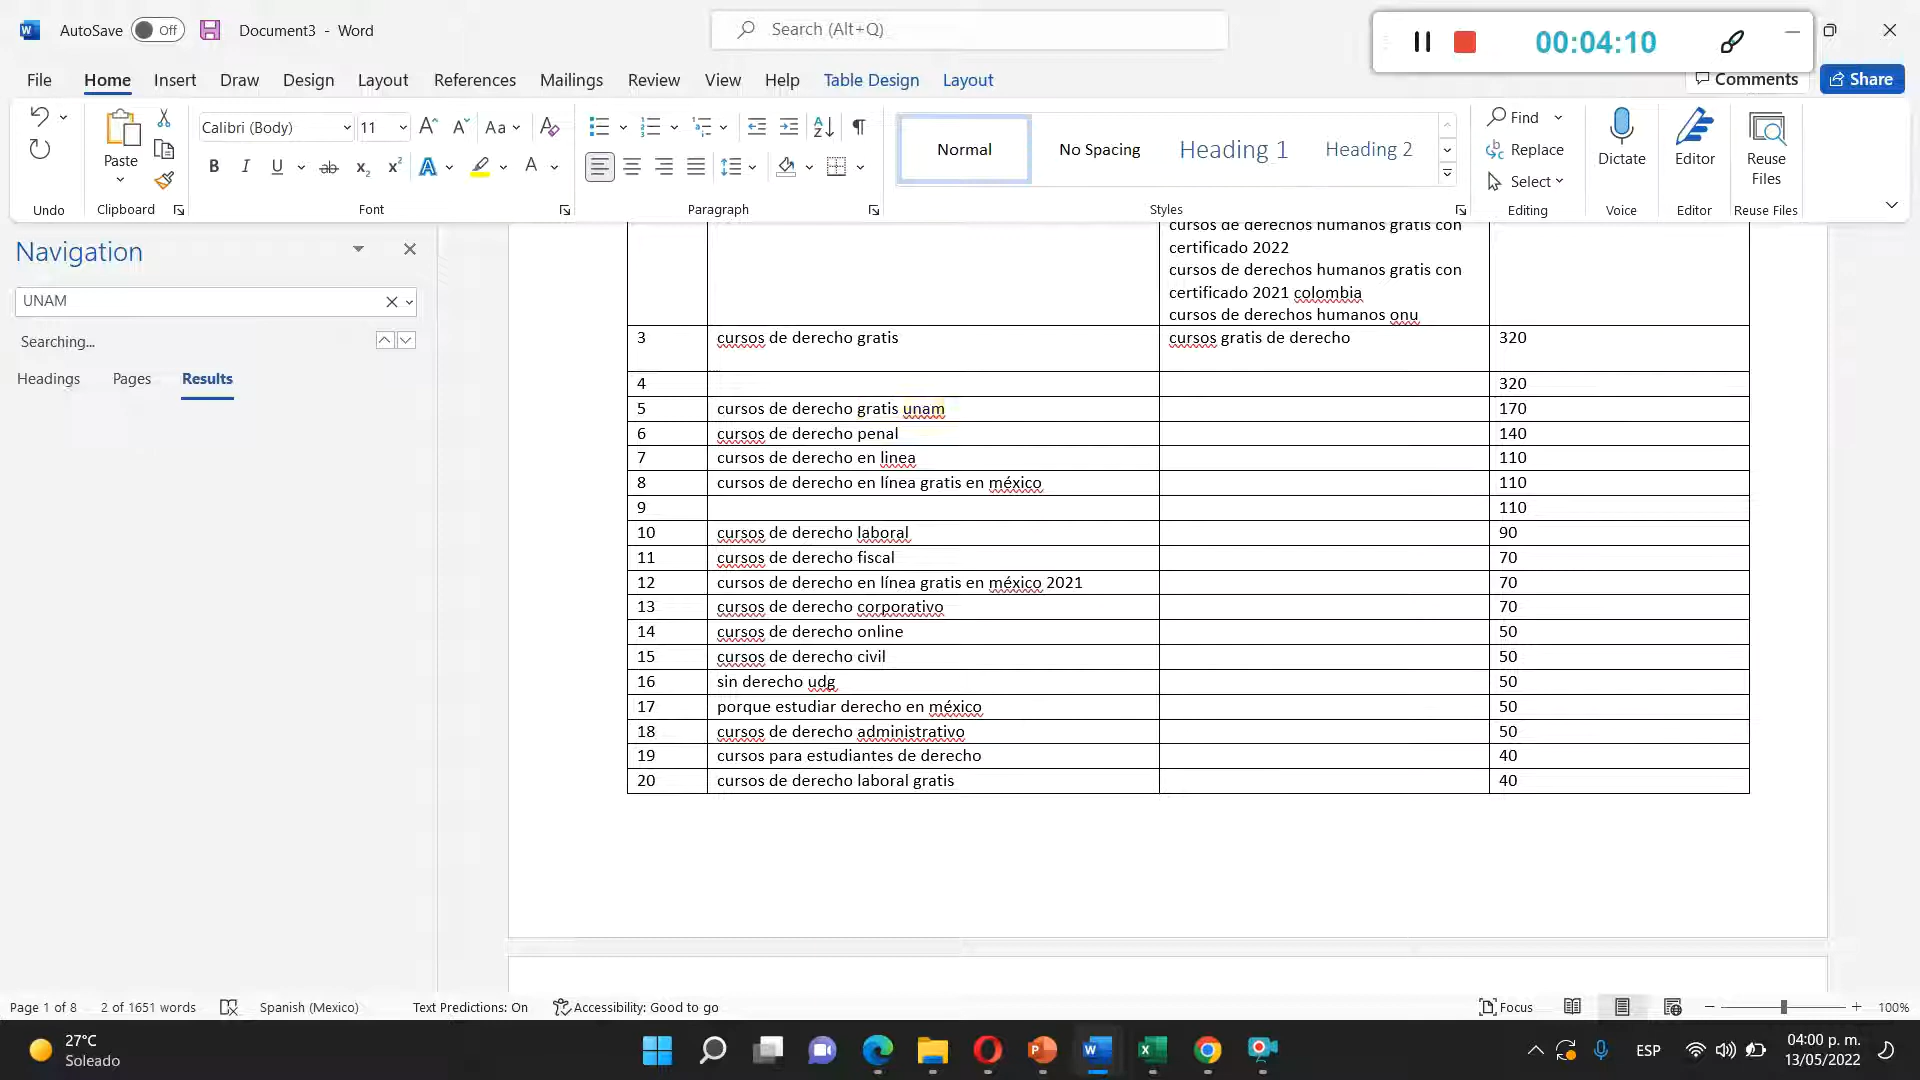 AutoSave Off Document3 - Word
Search (Alt+Q)
00:04:10
File Home Insert Draw Design Layout References Mailings Review View Help Table Design Layout
Comments Share
Paste
Calibri (Body) 11
Normal No Spacing Heading 1 Heading 2
Find
Replace
Select
Dictate
Editor
Reuse
Files
Undo Clipboard Font Paragraph Styles Editing Voice Editor Reuse Files
Navigation
UNAM
Searching...
Headings Pages Results
cursos de derechos humanos gratis con
certificado 2022
cursos de derechos humanos gratis con
certificado 2021 colombia
cursos de derechos humanos onu
3 cursos de derecho gratis cursos gratis de derecho 320
4 320
5 cursos de derecho gratis unam 170
6 cursos de derecho penal 140
7 cursos de derecho en linea 110
8 cursos de derecho en línea gratis en méxico 110
9 110
10 cursos de derecho laboral 90
11 cursos de derecho fiscal 70
12 cursos de derecho en línea gratis en méxico 2021 70
13 cursos de derecho corporativo 70
14 cursos de derecho online 50
15 cursos de derecho civil 50
16 sin derecho udg 50
17 porque estudiar derecho en méxico 50
18 cursos de derecho administrativo 50
19 cursos para estudiantes de derecho 40
20 cursos de derecho laboral gratis 40
Page 1 of 8 2 of 1651 words Spanish (Mexico) Text Predictions: On Accessibility: Good to go Focus 100%
27°C
Soleado
ESP
04:00 p. m.
13/05/2022